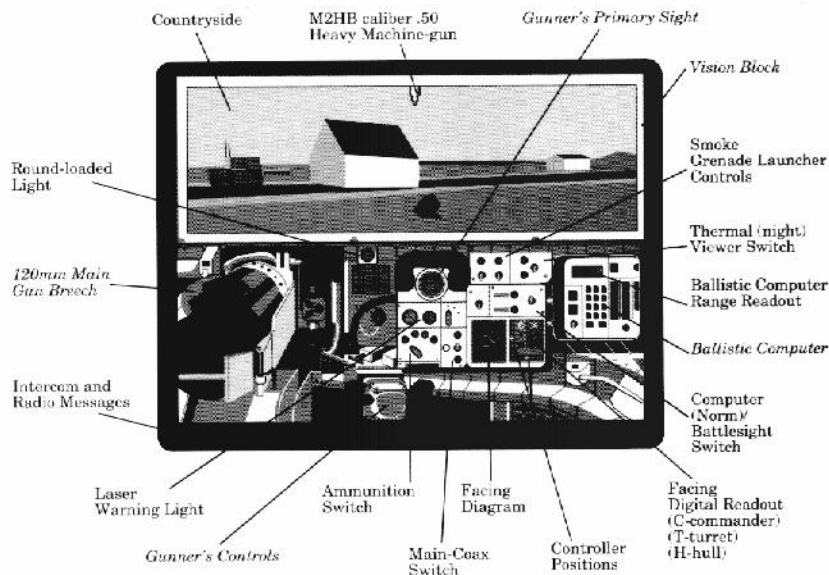 Countryside
M2HB caliber .50
Heavy Machine-gun
Gunner's Primary Sight
Vision Block
Smoke
Grenade Launcher
Controls
Round-loaded
Light
Thermal (night)
Viewer Switch
120mm Main
Gun Breech
Ballistic Computer
Range Readout
Ballistic Computer
Intercom and
Radio Messages
Computer
(Norm)/
Battlesight
Switch
Laser
Warning Light
Ammunition
Switch
Facing
Diagram
Facing
Digital Readout
(C-commander)
(T-turret)
(H-hull)
Gunner's Controls
Main-Coax
Switch
Controller
Positions